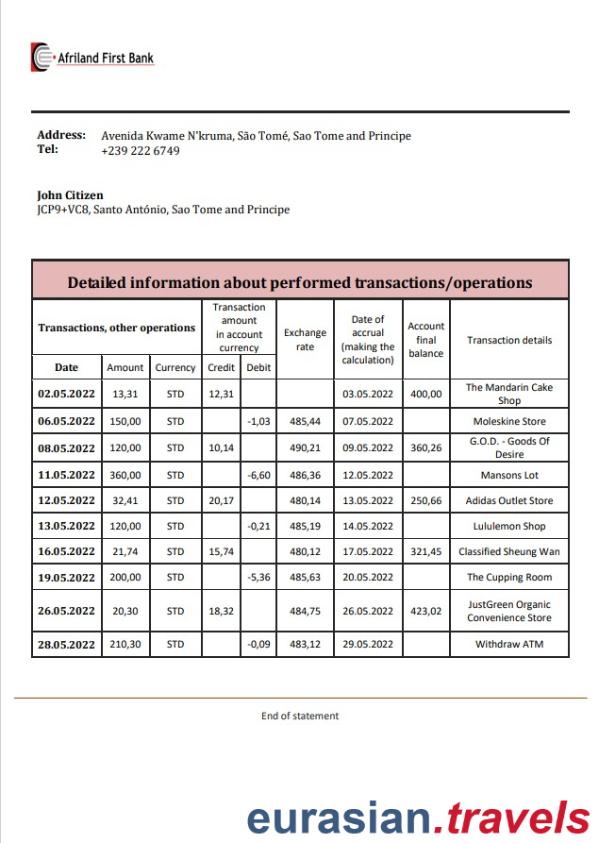 Afriland First Bank
Address: Avenida Kwame N'kruma, São Tomé, Sao Tome and Principe
Tel: +239 222 6749
John Citizen
JCP9+VC8, Santo António, Sao Tome and Principe
Detailed information about performed transactions/operations
Transactions, other operations
Transaction
amount
in account
currency
Exchange
rate
Date of
accrual
(making the
calculation)
Account
final
balance
Transaction details
Date Amount Currency Credit Debit
02.05.2022 13,31 STD 12,31 03.05.2022 400,00 The Mandarin Cake
Shop
06.05.2022 150,00 STD -1,03 485,44 07.05.2022 Moleskine Store
08.05.2022 120,00 STD 10,14 490,21 09.05.2022 360,26 G.O.D. - Goods Of
Desire
11.05.2022 360,00 STD -6,60 486,36 12.05.2022 Mansons Lot
12.05.2022 32,41 STD 20,17 480,14 13.05.2022 250,66 Adidas Outlet Store
13.05.2022 120,00 STD -0,21 485,19 14.05.2022 Lululemon Shop
16.05.2022 21,74 STD 15,74 480,12 17.05.2022 321,45 Classified Sheung Wan
19.05.2022 200,00 STD -5,36 485,63 20.05.2022 The Cupping Room
26.05.2022 20,30 STD 18,32 484,75 26.05.2022 423,02 JustGreen Organic
Convenience Store
28.05.2022 210,30 STD -0,09 483,12 29.05.2022 Withdraw ATM
End of statement
eurasian.travels